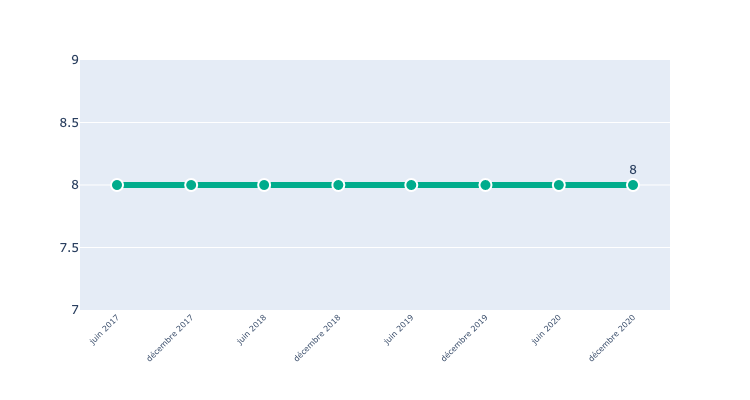 9
8.5
8
8
7.5
7
juin 2017
décembre 2017
juin 2018
décembre 2018
juin 2019
décembre 2019
juin 2020
décembre 2020